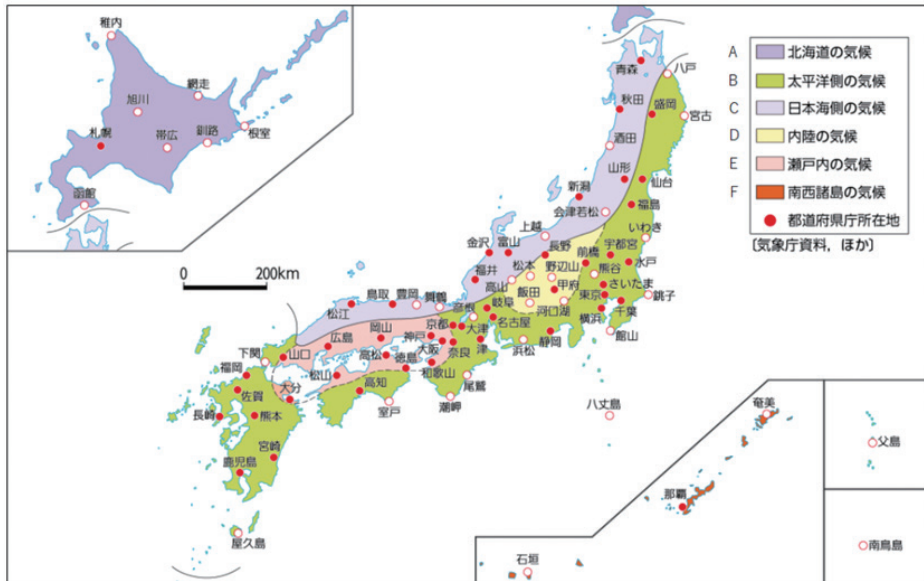 稚内
網走
旭川
札幌
帯広
釧路
根室
函館
A 北海道の気候
B 太平洋側の気候
C 日本海側の気候
D 内陸の気候
E 瀬戸内の気候
F 南西諸島の気候
都道府県庁所在地
〔気象庁資料，ほか〕
0 200km
青森
八戸
秋田
盛岡
宮古
酒田
山形
仙台
新潟
福島
会津若松
いわき
上越
金沢
富山
長野
前橋
宇都宮
水戸
福井
高山
松本
野辺山
熊谷
さいたま
飯田
甲府
東京
銚子
河口湖
横浜
千葉
館山
松江
鳥取
豊岡
舞鶴
彦根
岐阜
名古屋
静岡
浜松
京都
大津
津
岡山
神戸
大阪
奈良
広島
高松
徳島
和歌山
尾鷲
潮岬
下関
山口
松山
高知
室戸
福岡
大分
佐賀
長崎
熊本
宮崎
鹿児島
屋久島
八丈島
奄美
那覇
石垣
父島
南鳥島